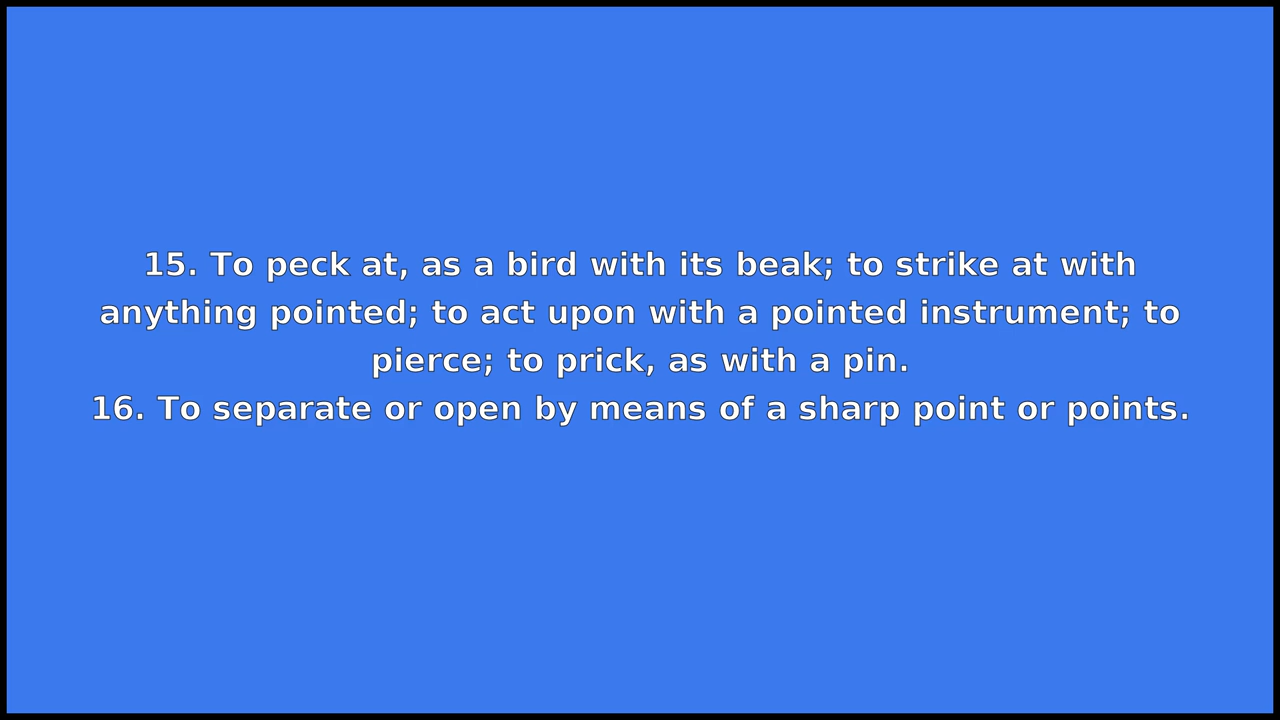 15. To peck at, as a bird with its beak; to strike at with
anything pointed; to act upon with a pointed instrument; to
pierce; to prick, as with a pin.
16. To separate or open by means of a sharp point or points.